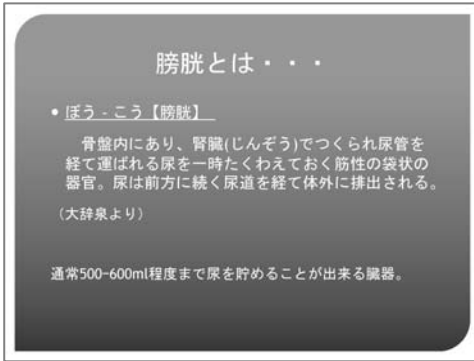 膀胱とは・・・
• ぼう - こう【膀胱】
骨盤内にあり、腎臓(じんぞう)でつくられ尿管を
経て運ばれる尿を一時たくわえておく筋性の袋状の
器官。尿は前方に続く尿道を経て体外に排出される。
（大辞泉より）
通常500-600ml程度まで尿を貯めることが出来る臓器。